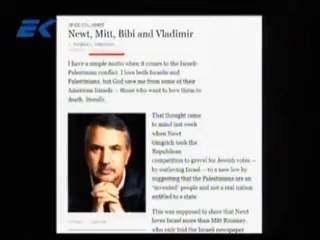 EK
OP-ED COLUMNIST
Newt, Mitt, Bibi and Vladimir
I have a simple motto when it comes to the Israeli-
Palestinian conflict. I love both Israelis and
Palestinians, but God save me from some of their
American friends — those who want to love them to
death, literally.
That thought came
to mind last week
when Newt
Gingrich took the
Republican
competition to grovel for Jewish votes —
by outloving Israel — to a new low by
suggesting that the Palestinians are an
"invented" people and not a real nation
entitled to a state.
This was supposed to show that Newt
loves Israel more than Mitt Romney,
who only told the Israeli newspaper